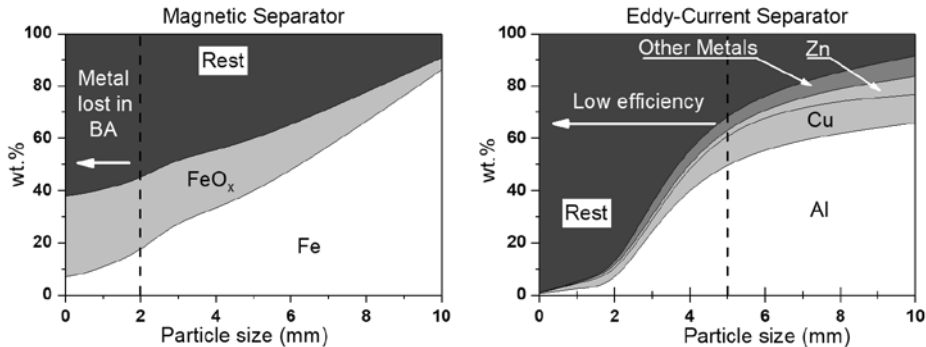 Magnetic Separator
100
80
60
40
20
0
wt.%
Metal
lost in
BA
Rest
FeOₓ
Fe
0
2
4
6
8
10
Particle size (mm)
Eddy-Current Separator
100
80
60
40
20
0
wt.%
Other Metals
Zn
Low efficiency
Cu
Rest
Al
0
2
4
6
8
10
Particle size (mm)